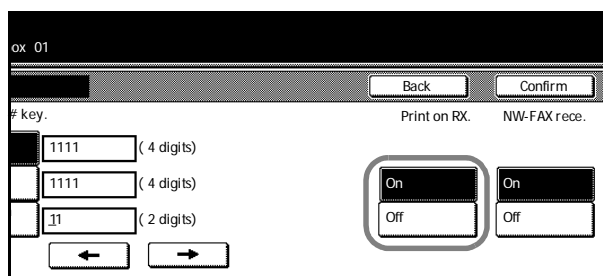 ox 01
Back Confirm
# key. Print on RX. NW-FAX rece.
1111 ( 4 digits)
1111 ( 4 digits) On On
11 ( 2 digits) Off Off